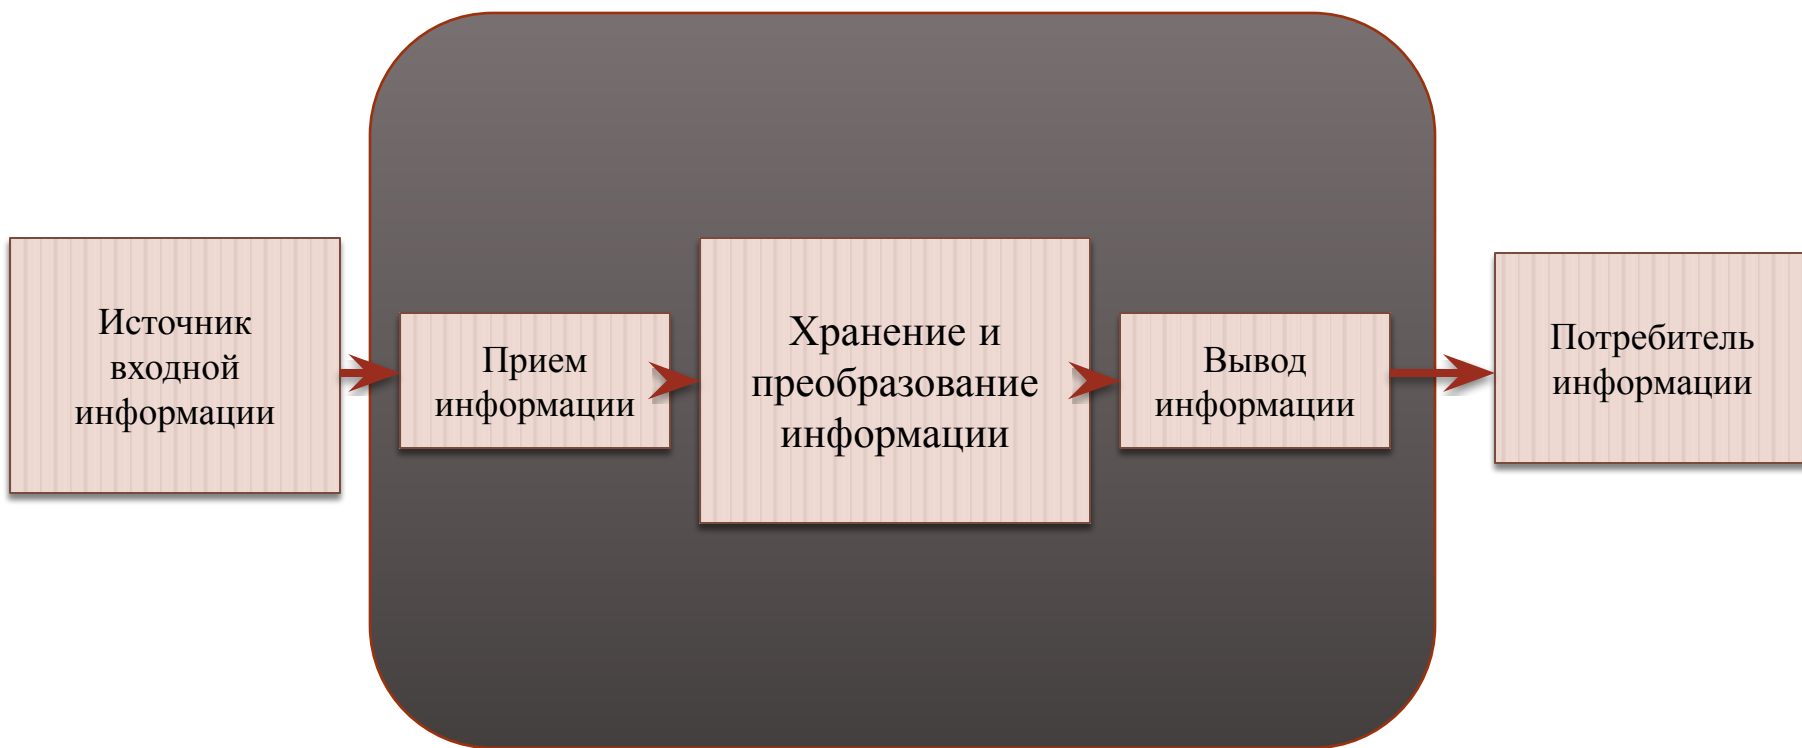 Источник
входной
информации
Прием
информации
Хранение и
преобразование
информации
Вывод
информации
Потребитель
информации